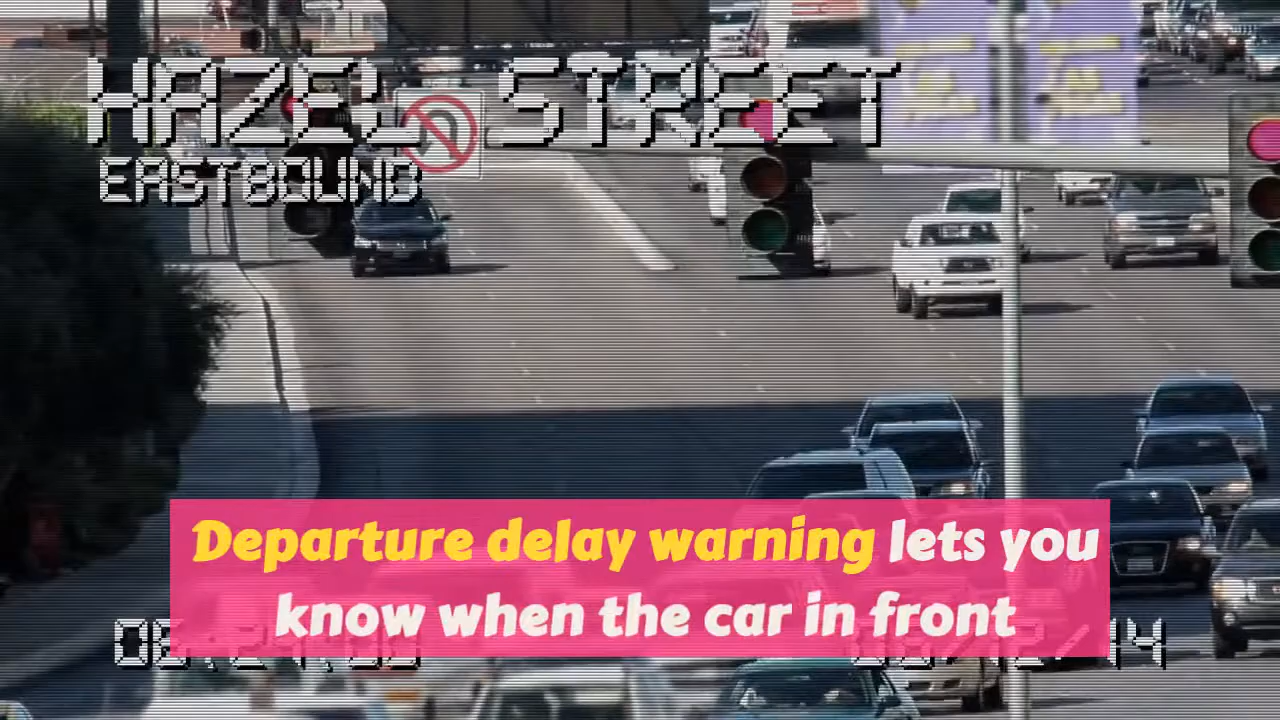 HAZEL STREET
EASTBOUND
Departure delay warning lets you
know when the car in front